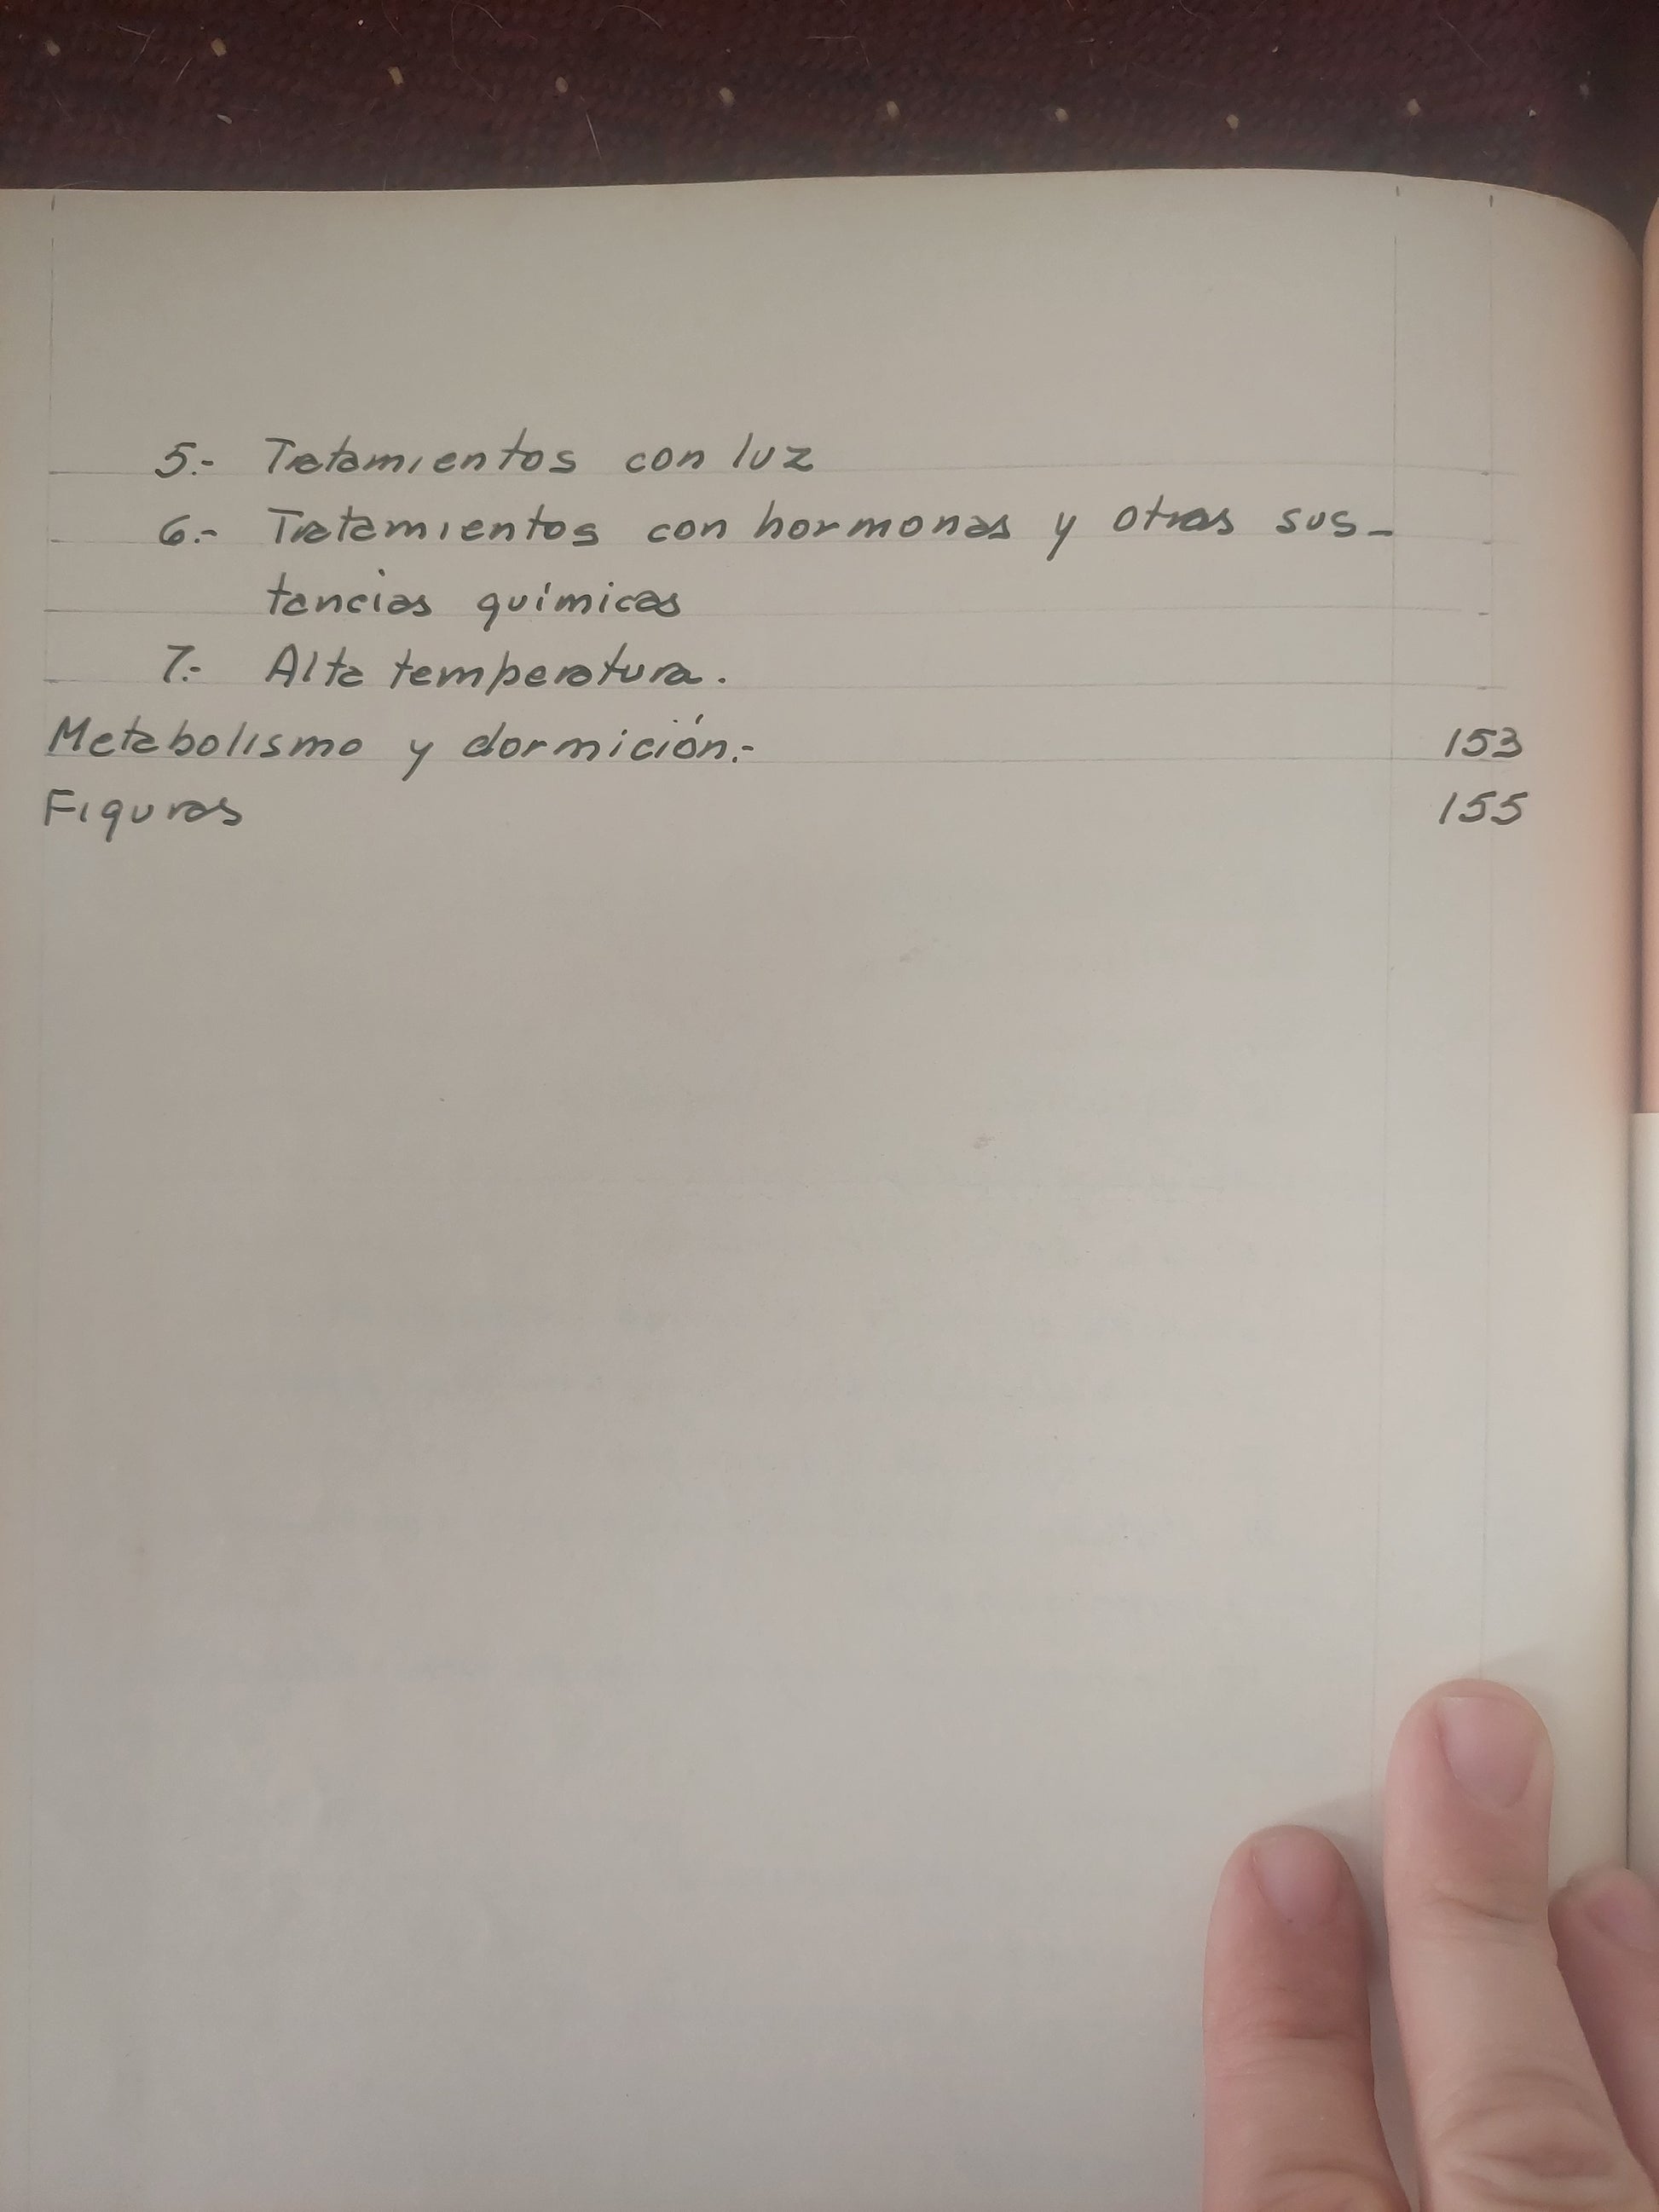 5.- Tratamientos con luz
6.- Tratamientos con hormonas y otras sus-
tancias químicas
7.- Alta temperatura.
Metabolismo y dormición.- 153
Figuras 155